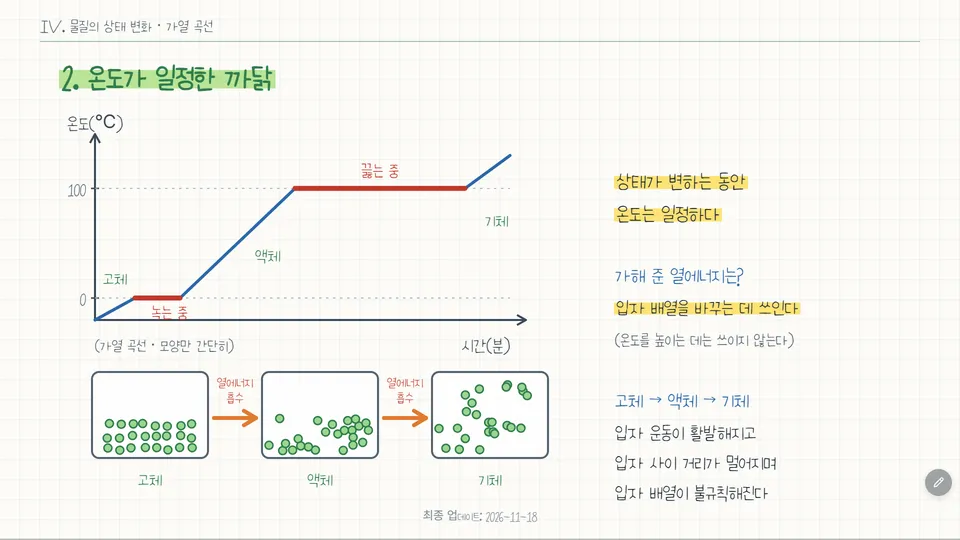 IV. 물질의 상태 변화 · 가열 곡선
2. 온도가 일정한 까닭
온도(°C)
100
0
고체
녹는 중
액체
끓는 중
기체
(가열 곡선 · 모양만 간단히)
시간(분)
열에너지
흡수
열에너지
흡수
고체
액체
기체
상태가 변하는 동안
온도는 일정하다
가해 준 열에너지는?
입자 배열을 바꾸는 데 쓰인다
(온도를 높이는 데는 쓰이지 않는다)
고체 → 액체 → 기체
입자 운동이 활발해지고
입자 사이 거리가 멀어지며
입자 배열이 불규칙해진다
최종 업데이트: 2026-11-18